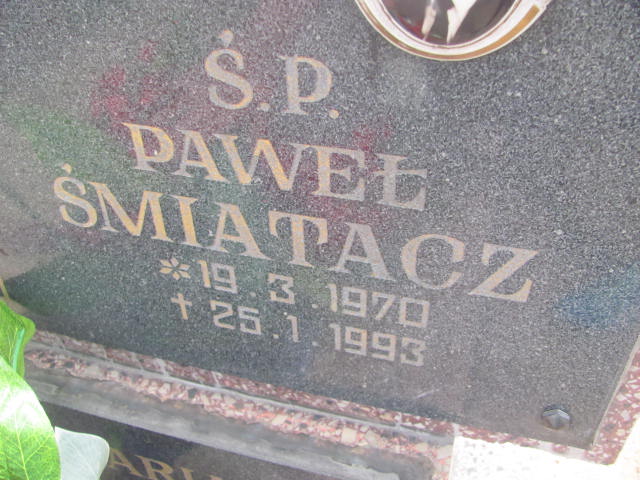 Ś.P.
PAWEŁ
ŚMIATACZ
* 19.3.1970
† 25.1.1993